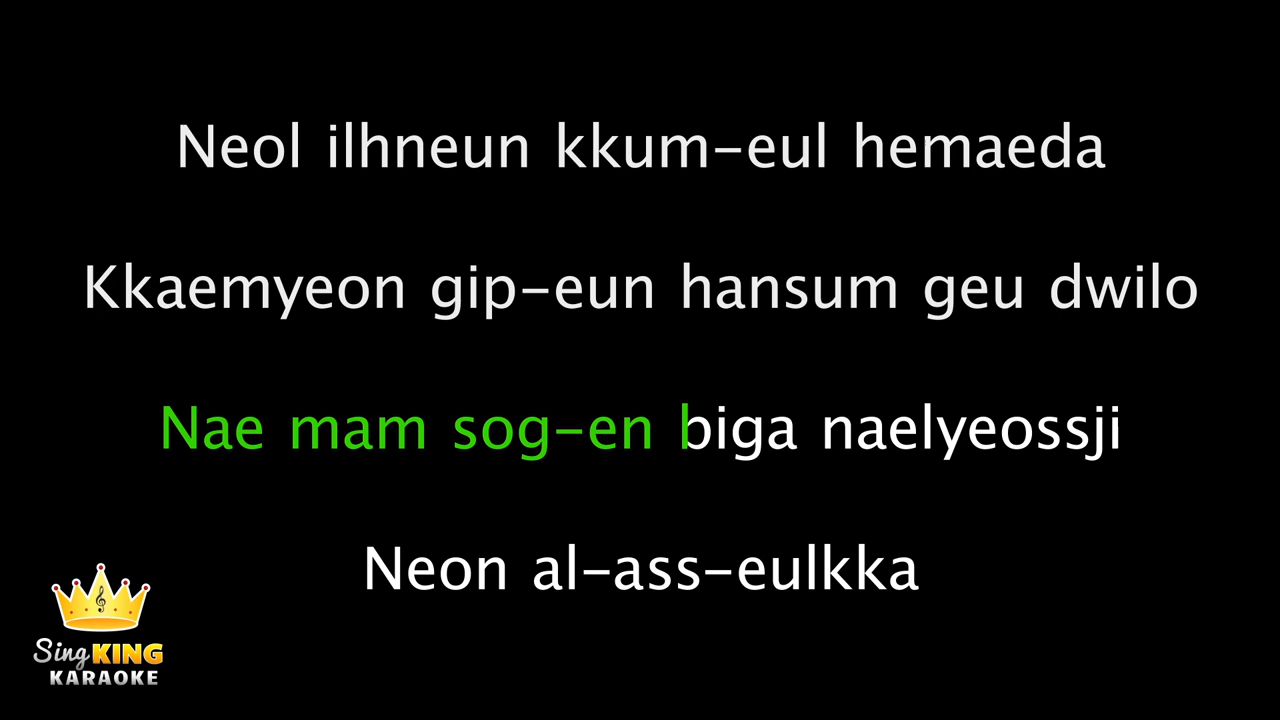 Neol ilhneun kkum-eul hemaeda
Kkaemyeon gip-eun hansum geu dwilo
Nae mam sog-en biga naelyeossji
Neon al-ass-eulkka
Sing KING
KARAOKE